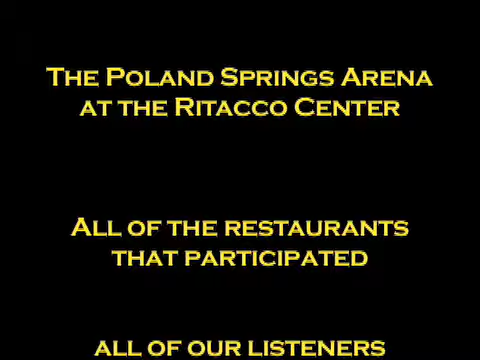 The Poland Springs Arena
at the Ritacco Center
All of the restaurants
that participated
all of our listeners